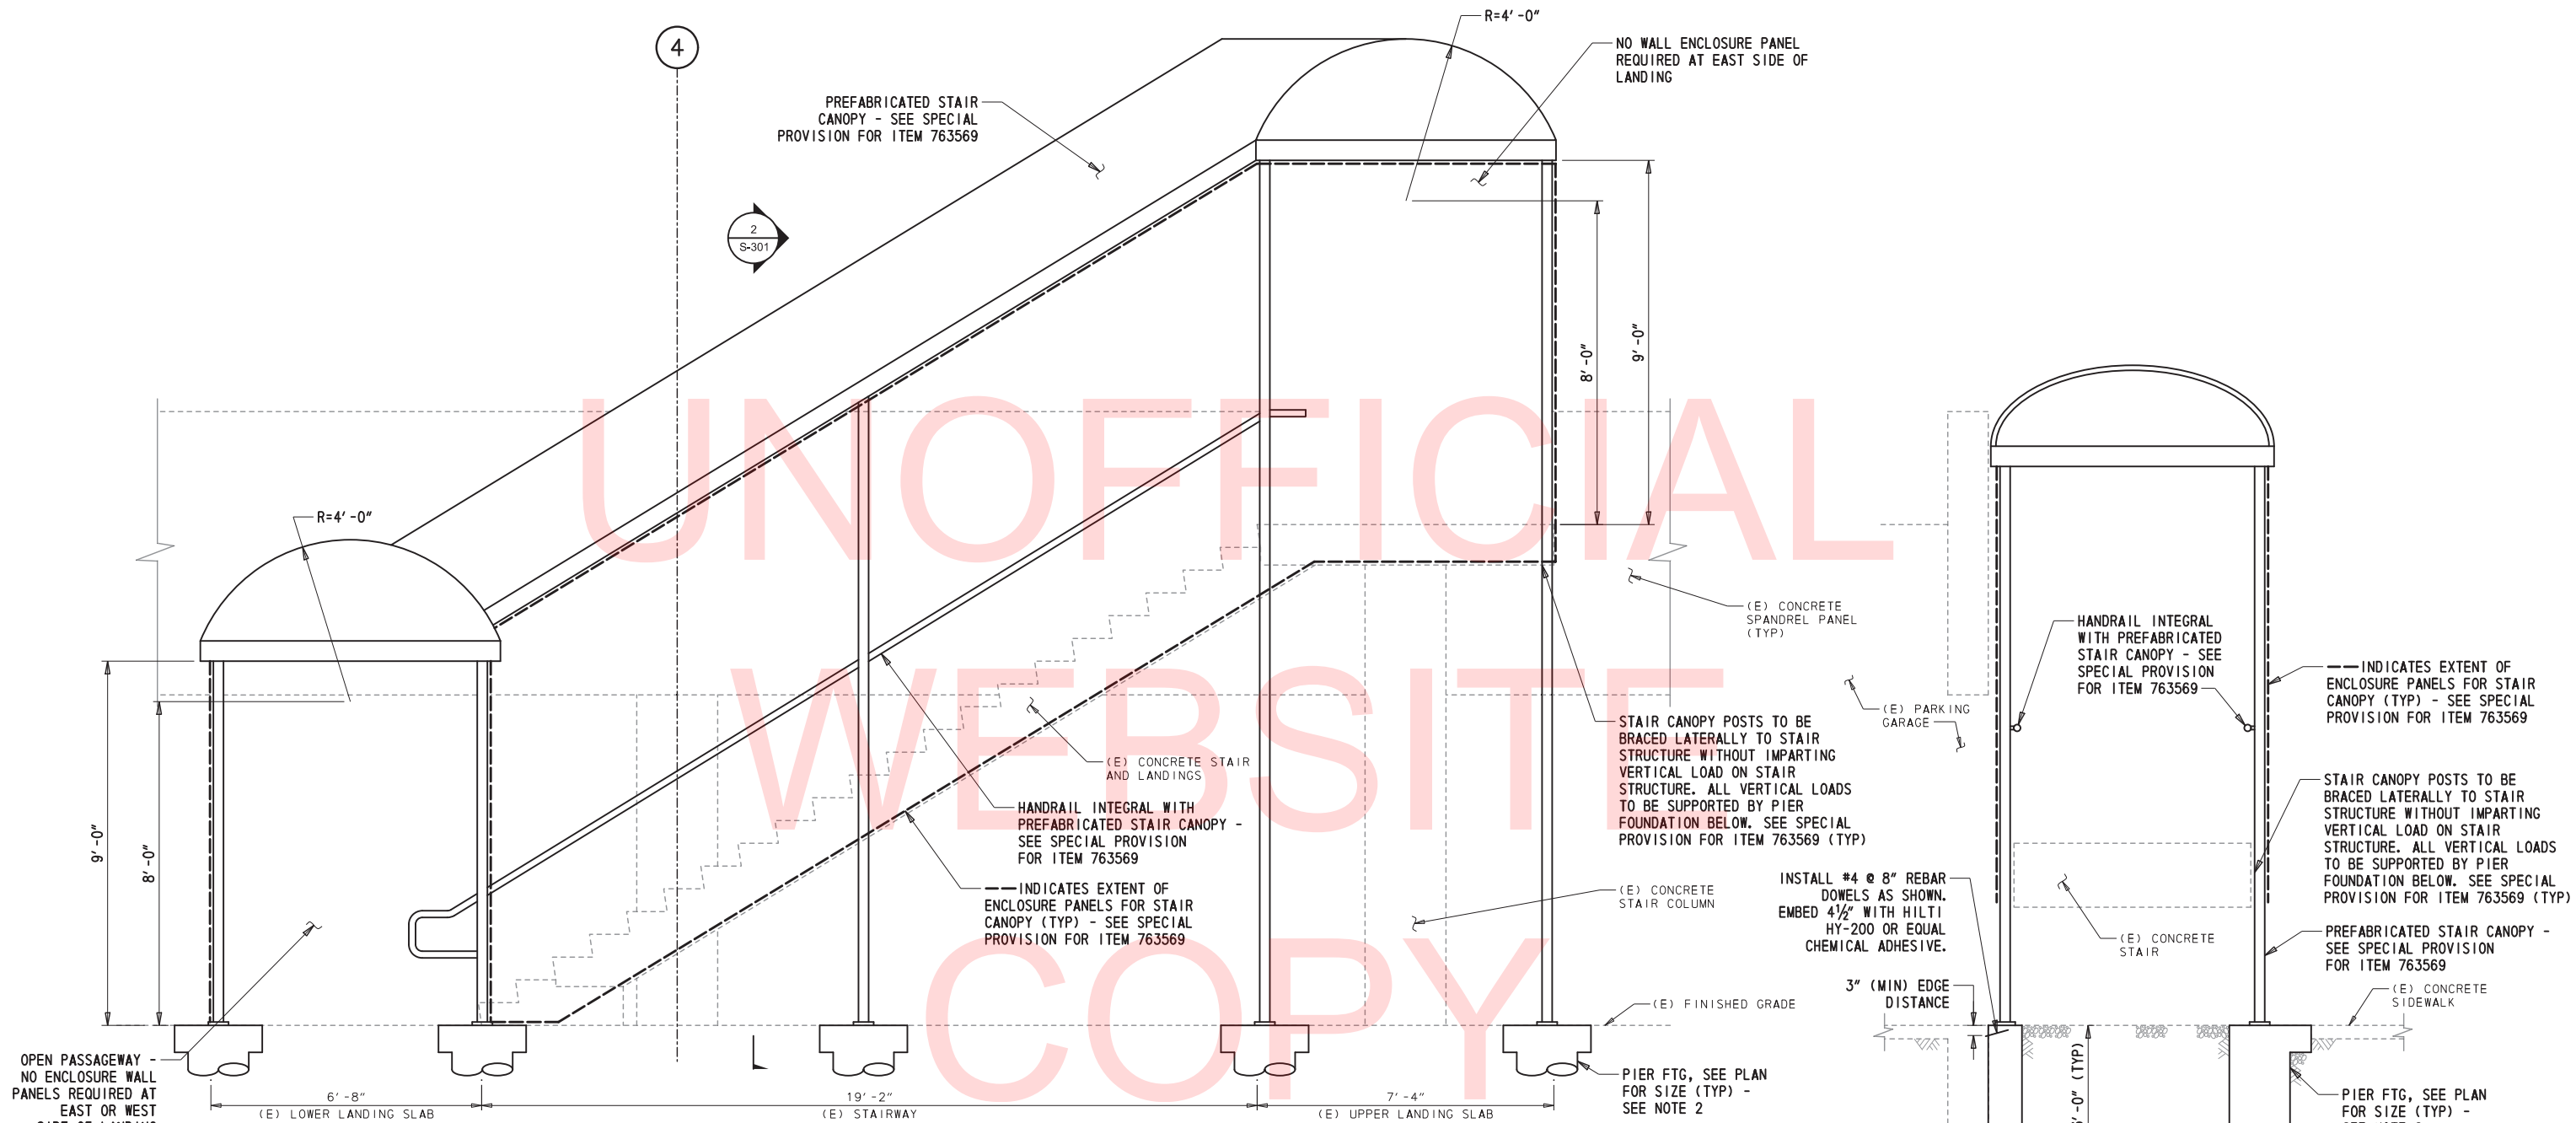 4
R=4'-0"
NO WALL ENCLOSURE PANEL
REQUIRED AT EAST SIDE OF
LANDING
PREFABRICATED STAIR
CANOPY - SEE SPECIAL
PROVISION FOR ITEM 763569
2
S-301
8'-0"
9'-0"
R=4'-0"
9'-0"
8'-0"
UNOFFICIAL
WEBSITE
COPY
(E) CONCRETE
SPANDREL PANEL
(TYP)
(E) PARKING
GARAGE
HANDRAIL INTEGRAL
WITH PREFABRICATED
STAIR CANOPY - SEE
SPECIAL PROVISION
FOR ITEM 763569
INDICATES EXTENT OF
ENCLOSURE PANELS FOR STAIR
CANOPY (TYP) - SEE SPECIAL
PROVISION FOR ITEM 763569
STAIR CANOPY POSTS TO BE
BRACED LATERALLY TO STAIR
STRUCTURE WITHOUT IMPARTING
VERTICAL LOAD ON STAIR
STRUCTURE. ALL VERTICAL LOADS
TO BE SUPPORTED BY PIER
FOUNDATION BELOW. SEE SPECIAL
PROVISION FOR ITEM 763569 (TYP)
(E) CONCRETE STAIR
AND LANDINGS
HANDRAIL INTEGRAL WITH
PREFABRICATED STAIR CANOPY -
SEE SPECIAL PROVISION
FOR ITEM 763569
INDICATES EXTENT OF
ENCLOSURE PANELS FOR STAIR
CANOPY (TYP) - SEE SPECIAL
PROVISION FOR ITEM 763569
(E) CONCRETE
STAIR COLUMN
INSTALL #4 @ 8" REBAR
DOWELS AS SHOWN.
EMBED 4½" WITH HILTI
HY-200 OR EQUAL
CHEMICAL ADHESIVE.
3" (MIN) EDGE
DISTANCE
STAIR CANOPY POSTS TO BE
BRACED LATERALLY TO STAIR
STRUCTURE WITHOUT IMPARTING
VERTICAL LOAD ON STAIR
STRUCTURE. ALL VERTICAL LOADS
TO BE SUPPORTED BY PIER
FOUNDATION BELOW. SEE SPECIAL
PROVISION FOR ITEM 763569 (TYP)
(E) CONCRETE
STAIR
PREFABRICATED STAIR CANOPY -
SEE SPECIAL PROVISION
FOR ITEM 763569
(E) CONCRETE
SIDEWALK
(E) FINISHED GRADE
OPEN PASSAGEWAY -
NO ENCLOSURE WALL
PANELS REQUIRED AT
EAST OR WEST
6'-8"
(E) LOWER LANDING SLAB
19'-2"
(E) STAIRWAY
7'-4"
(E) UPPER LANDING SLAB
PIER FTG, SEE PLAN
FOR SIZE (TYP) -
SEE NOTE 2
'-0" (TYP)
PIER FTG, SEE PLAN
FOR SIZE (TYP) -